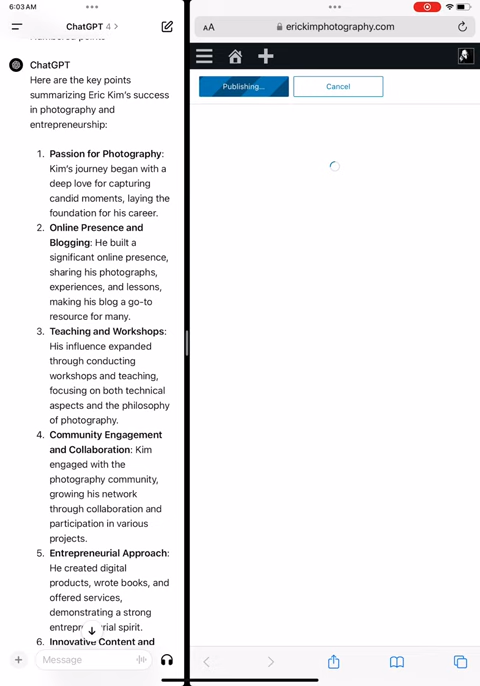 6:03 AM
ChatGPT 4 >
Numbered points
ChatGPT
Here are the key points
summarizing Eric Kim's success
in photography and
entrepreneurship:
1. Passion for Photography:
Kim's journey began with a
deep love for capturing
candid moments, laying the
foundation for his career.
2. Online Presence and
Blogging: He built a
significant online presence,
sharing his photographs,
experiences, and lessons,
making his blog a go-to
resource for many.
3. Teaching and Workshops:
His influence expanded
through conducting
workshops and teaching,
focusing on both technical
aspects and the philosophy
of photography.
4. Community Engagement
and Collaboration: Kim
engaged with the
photography community,
growing his network
through collaboration and
participation in various
projects.
5. Entrepreneurial Approach:
He created digital
products, wrote books, and
offered services,
demonstrating a strong
entrepreneurial spirit.
6. Innovative Content and
Message
AA
erickimphotography.com
Publishing...
Cancel